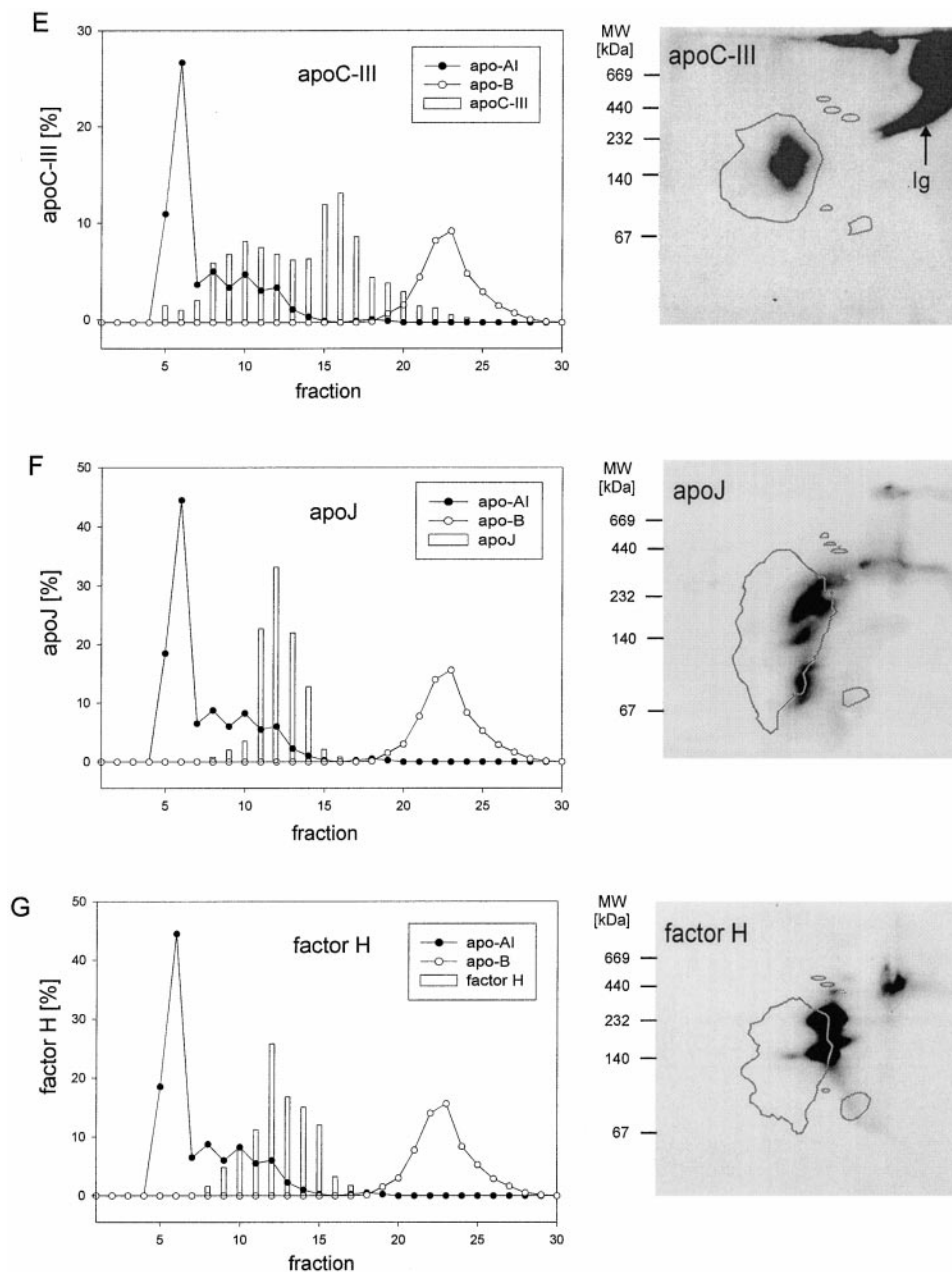 E
apoC-III
apo-AI
apo-B
apoC-III
apoC-III [%]
30
20
10
0
5 10 15 20 25 30
fraction
MW
[kDa]
apoC-III
669
440
232
140
67
Ig
F
apoJ
apo-AI
apo-B
apoJ
apoJ [%]
50
40
30
20
10
0
5 10 15 20 25 30
fraction
MW
[kDa]
apoJ
669
440
232
140
67
G
factor H
apo-AI
apo-B
factor H
factor H [%]
50
40
30
20
10
0
5 10 15 20 25 30
fraction
MW
[kDa]
factor H
669
440
232
140
67